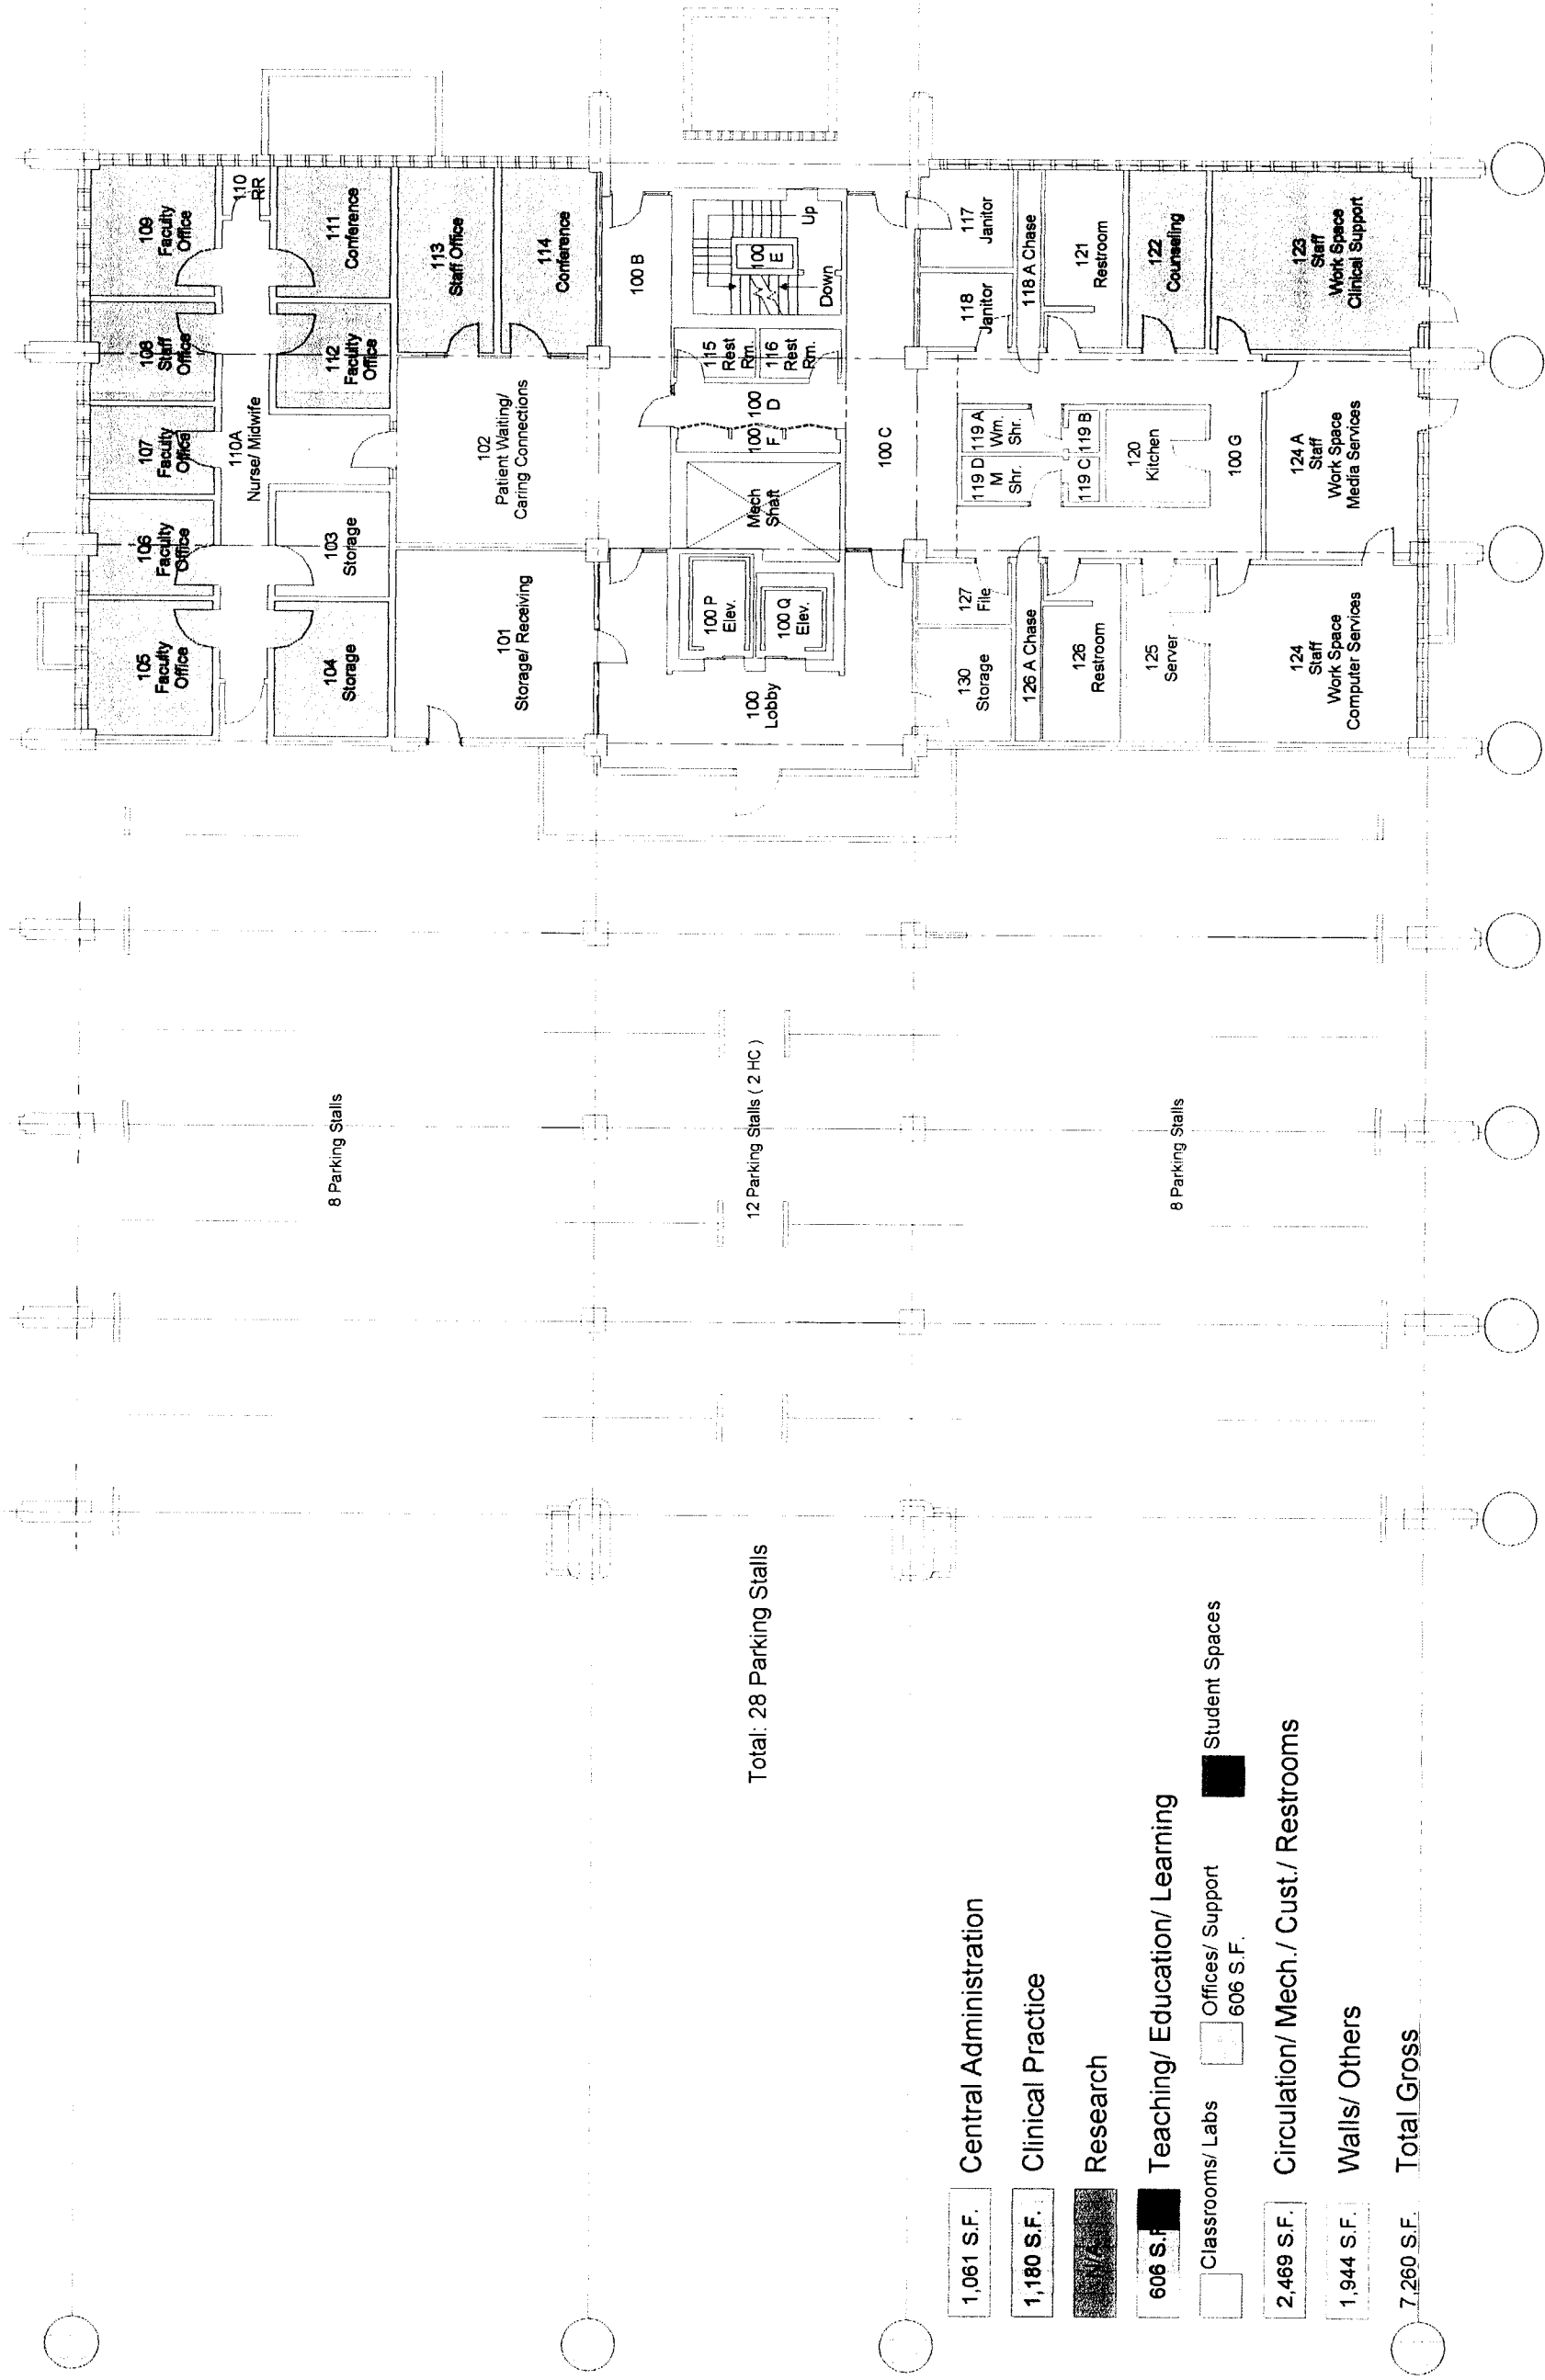 109
Faculty
Office
110
RR
111
Conference
113
Staff Office
114
Conference
100 B
100
E
Up
Down
117
Janitor
118
Janitor
118 A Chase
121
Restroom
122
Counseling
123
Staff
Work Space
Clinical Support
108
Staff
Office
112
Faculty
Office
107
Faculty
Office
110A
Nurse/ Midwife
106
Faculty
Office
103
Storage
102
Patient Waiting/
Caring Connections
115
Rest
Rm.
116
Rest
Rm.
100
D
100
F
Mech
Shaft
100 C
119 A
Wm.
Shr.
119 D
M
Shr.
119 B
119 C
120
Kitchen
100 G
124 A
Staff
Work Space
Media Services
105
Faculty
Office
104
Storage
101
Storage/ Receiving
100 P
Elev.
100 Q
Elev.
100
Lobby
127
File
130
Storage
126 A Chase
126
Restroom
125
Server
124
Staff
Work Space
Computer Services
8 Parking Stalls
12 Parking Stalls ( 2 HC )
8 Parking Stalls
Total: 28 Parking Stalls
1,061 S.F. Central Administration
1,180 S.F. Clinical Practice
N/A Research
606 S.F Teaching/ Education/ Learning
Classrooms/ Labs
Offices/ Support
606 S.F.
Student Spaces
2,469 S.F. Circulation/ Mech./ Cust./ Restrooms
1,944 S.F. Walls/ Others
7,260 S.F. Total Gross